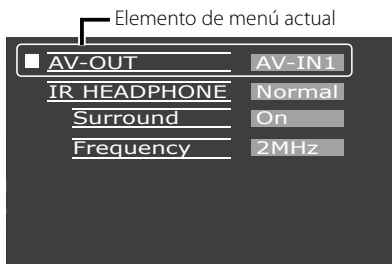 Elemento de menú actual
AV-OUT AV-IN1
IR HEADPHONE Normal
Surround On
Frequency 2MHz